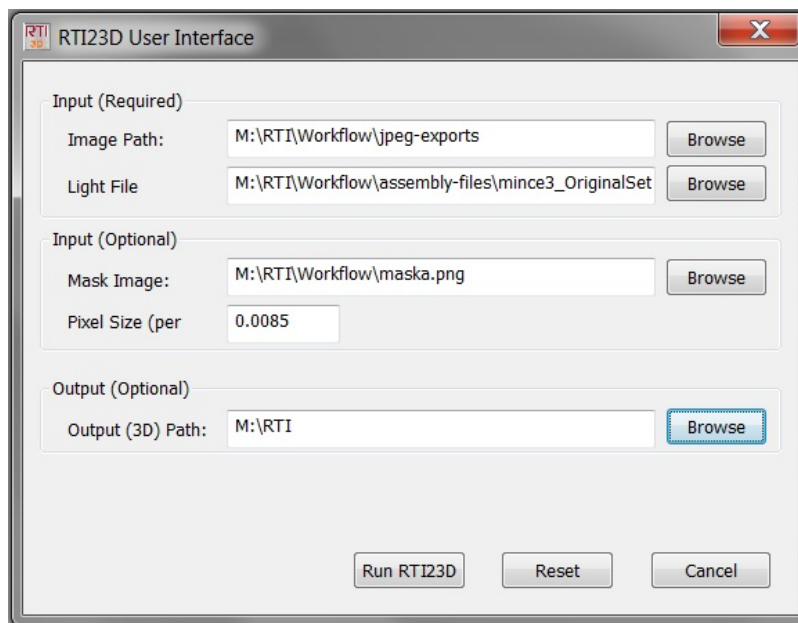 RTI
3D
RTI23D User Interface
X
Input (Required)
Image Path: M:\RTI\Workflow\jpeg-exports Browse
Light File M:\RTI\Workflow\assembly-files\mince3_OriginalSet Browse
Input (Optional)
Mask Image: M:\RTI\Workflow\maska.png Browse
Pixel Size (per 0.0085
Output (Optional)
Output (3D) Path: M:\RTI Browse
Run RTI23D Reset Cancel